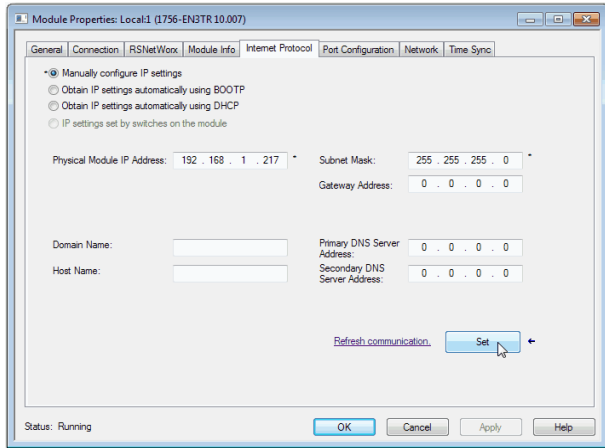 Module Properties: Local:1 (1756-EN3TR 10.007)
General Connection RSNetWorx Module Info Internet Protocol Port Configuration Network Time Sync
* Manually configure IP settings
Obtain IP settings automatically using BOOTP
Obtain IP settings automatically using DHCP
IP settings set by switches on the module
Physical Module IP Address: 192 . 168 . 1 . 217 * Subnet Mask: 255 . 255 . 255 . 0 *
Gateway Address: 0 . 0 . 0 . 0
Domain Name: Primary DNS Server Address: 0 . 0 . 0 . 0
Host Name: Secondary DNS Server Address: 0 . 0 . 0 . 0
Refresh communication. Set
Status: Running OK Cancel Apply Help